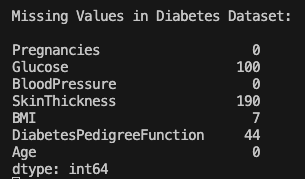 Missing Values in Diabetes Dataset:
Pregnancies 0
Glucose 100
BloodPressure 0
SkinThickness 190
BMI 7
DiabetesPedigreeFunction 44
Age 0
dtype: int64